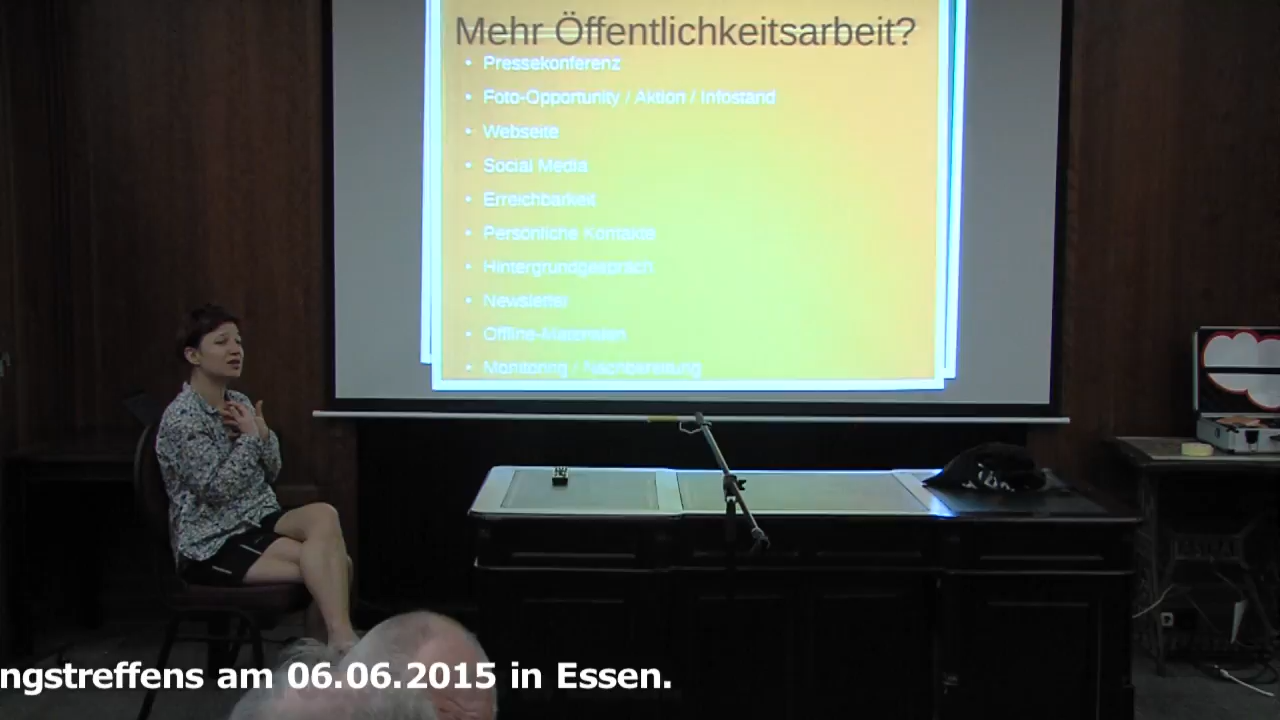 Mehr Öffentlichkeitsarbeit?
• Pressekonferenz
• Foto-Opportunity / Aktion / Infostand
• Webseite
• Social Media
• Erreichbarkeit
• Persönliche Kontakte
• Hintergrundgespräch
• Newsletter
• Offline-Materialien
• Monitoring / Nachbereitung
ngstreffens am 06.06.2015 in Essen.